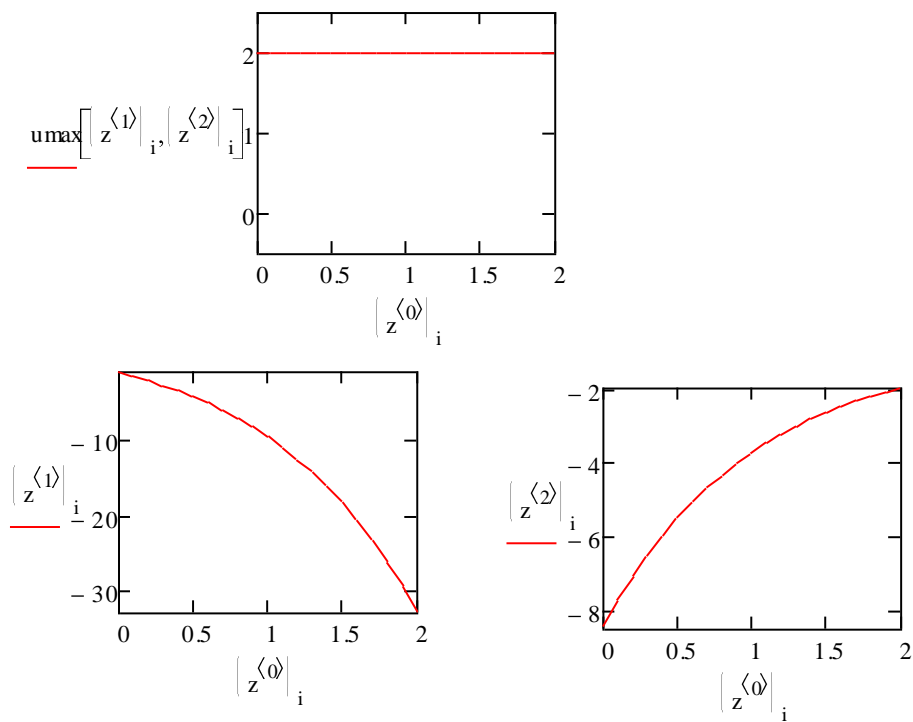 2
umax[(z⟨1⟩)i,(z⟨2⟩)i] 1
0
0 0.5 1 1.5 2
(z⟨0⟩)i
− 10
(z⟨1⟩)i
− 20
− 30
0 0.5 1 1.5 2
(z⟨0⟩)i
− 2
− 4
(z⟨2⟩)i
− 6
− 8
0 0.5 1 1.5 2
(z⟨0⟩)i